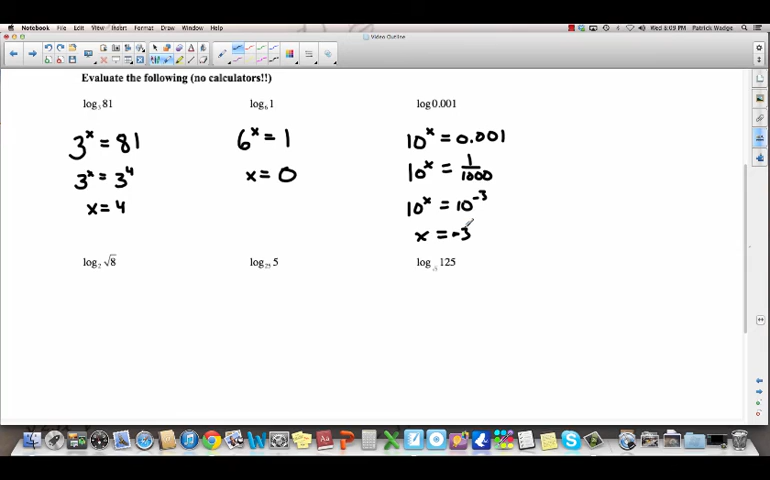 Notebook File Edit View Insert Format Draw Window Help Wed 8:09 PM Patrick Wadge
Video Outline
Evaluate the following (no calculators!!)
log₃ 81 log₆ 1 log 0.001
3ˣ = 81 6ˣ = 1 10ˣ = 0.001
3ˣ = 3⁴ x = 0 10ˣ = 1/1000
x = 4 10ˣ = 10⁻³
x = -3
log₂ √8 log₂₅ 5 log 125